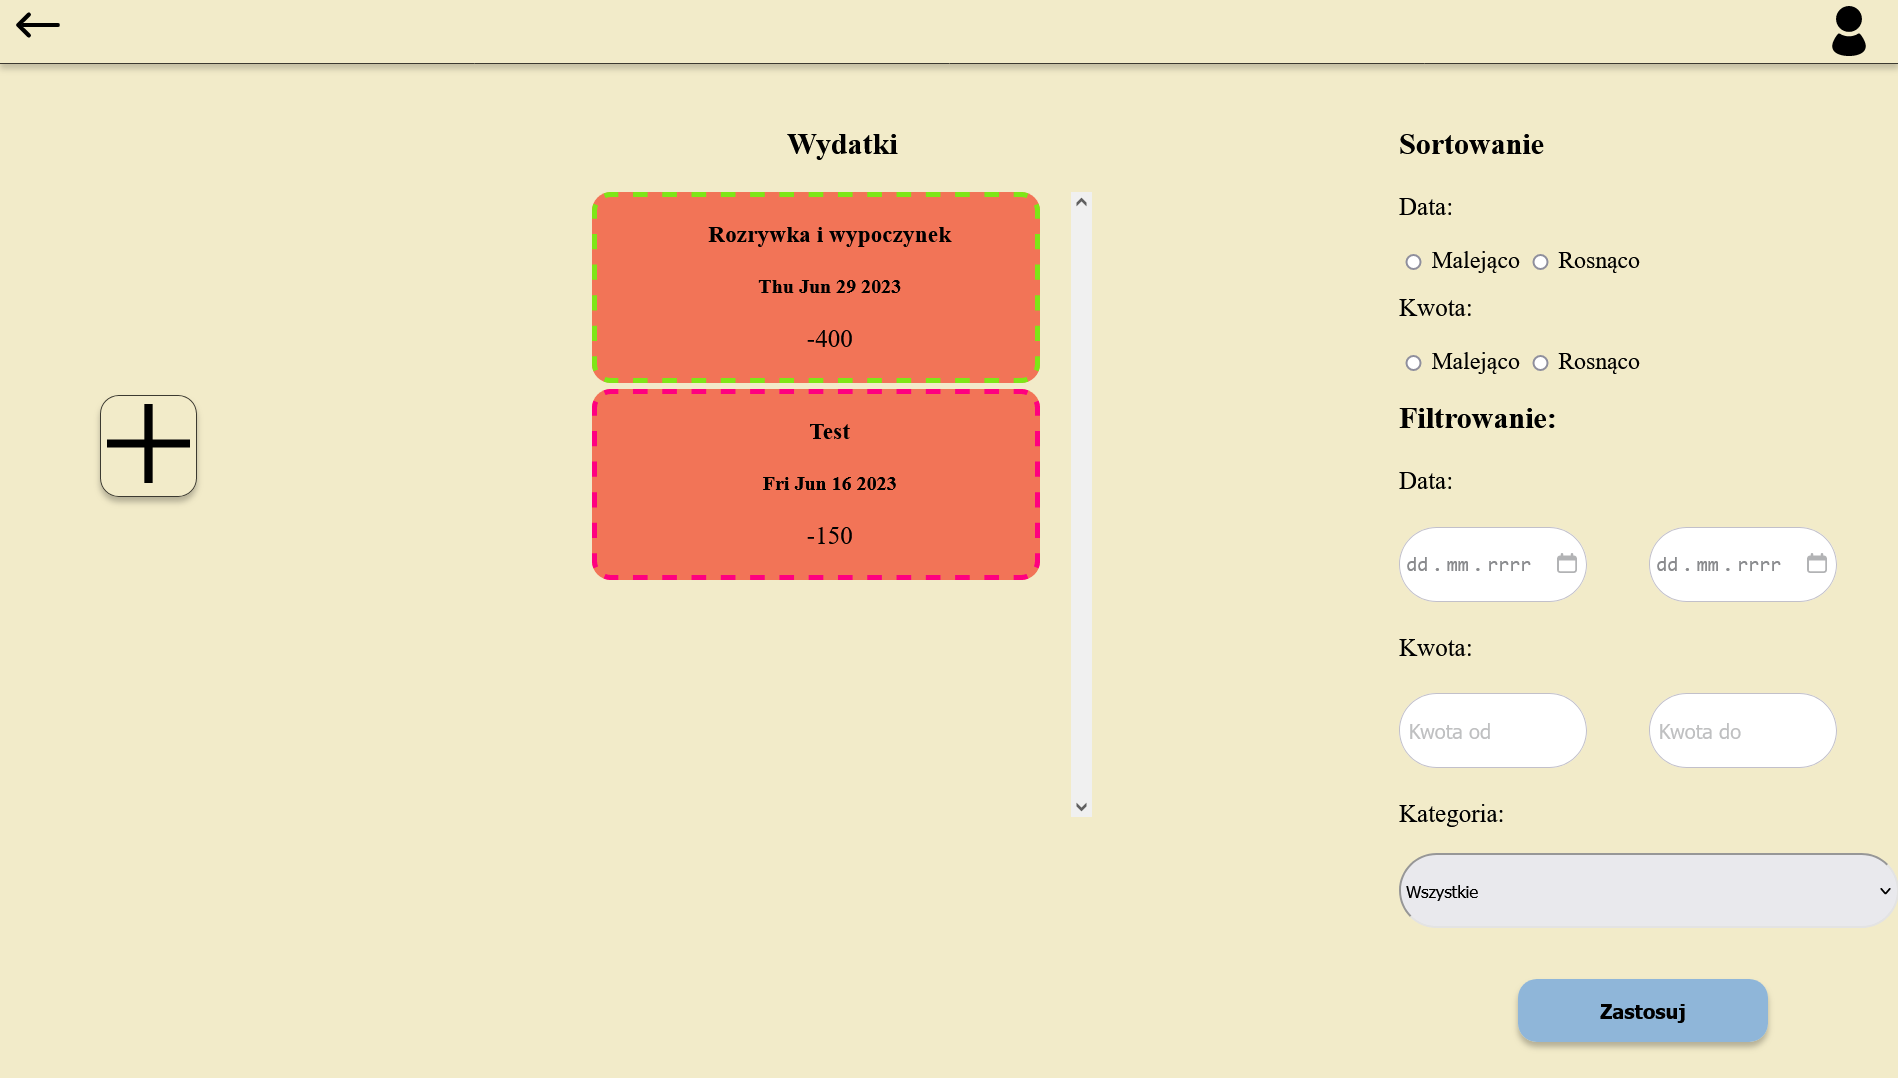 Wydatki
Rozrywka i wypoczynek
Thu Jun 29 2023
-400
Test
Fri Jun 16 2023
-150
Sortowanie
Data:
Malejąco Rosnąco
Kwota:
Malejąco Rosnąco
Filtrowanie:
Data:
dd.mm.rrrr dd.mm.rrrr
Kwota:
Kwota od Kwota do
Kategoria:
Wszystkie
Zastosuj